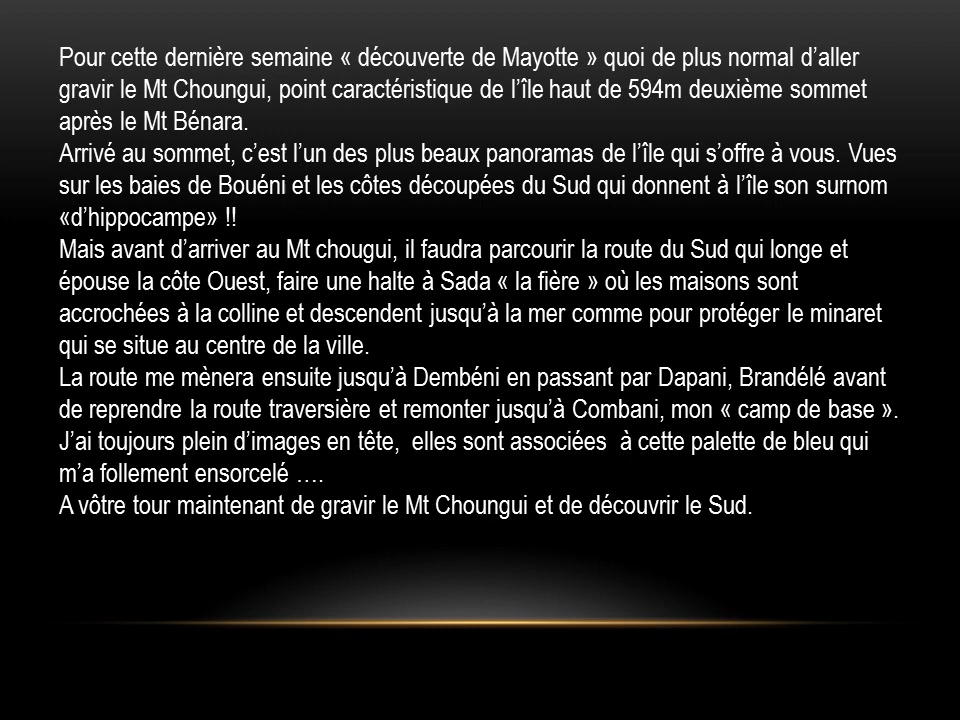 Pour cette dernière semaine « découverte de Mayotte » quoi de plus normal d’aller
gravir le Mt Choungui, point caractéristique de l’île haut de 594m deuxième sommet
après le Mt Bénara.
Arrivé au sommet, c’est l’un des plus beaux panoramas de l’île qui s’offre à vous. Vues
sur les baies de Bouéni et les côtes découpées du Sud qui donnent à l’île son surnom
«d’hippocampe» !!
Mais avant d’arriver au Mt chougui, il faudra parcourir la route du Sud qui longe et
épouse la côte Ouest, faire une halte à Sada « la fière » où les maisons sont
accrochées à la colline et descendent jusqu’à la mer comme pour protéger le minaret
qui se situe au centre de la ville.
La route me mènera ensuite jusqu’à Dembéni en passant par Dapani, Brandélé avant
de reprendre la route traversière et remonter jusqu’à Combani, mon « camp de base ».
J’ai toujours plein d’images en tête, elles sont associées à cette palette de bleu qui
m’a follement ensorcelé ….
A vôtre tour maintenant de gravir le Mt Choungui et de découvrir le Sud.